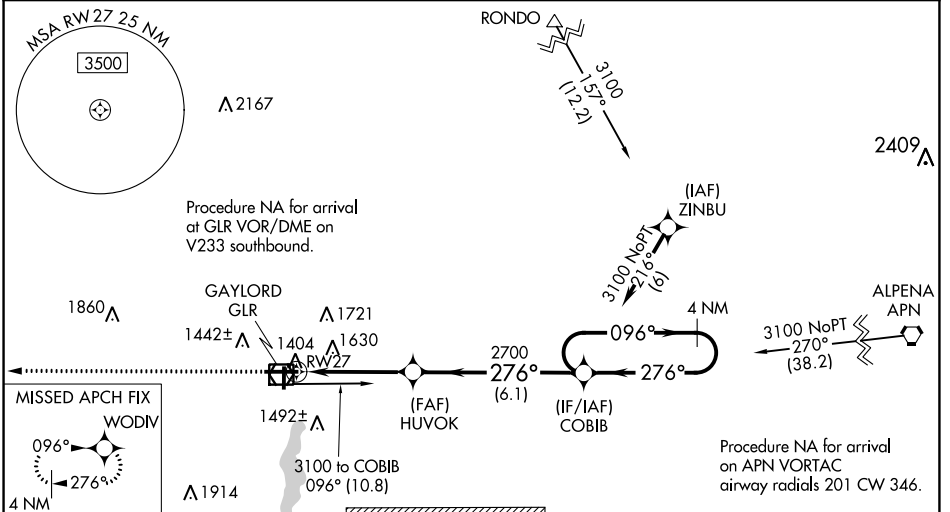 MSA RW27 25 NM
3500
RONDO
3100
157°
(12.2)
2167
2409
Procedure NA for arrival
at GLR VOR/DME on
V233 southbound.
(IAF)
ZINBU
3100 NoPT
216°
(6)
4 NM
ALPENA
APN
3100 NoPT
270°
(38.2)
1860
GAYLORD
GLR
1721
1442±
1404
1630
RW27
096°
2700
276°
(6.1)
276°
(FAF)
HUVOK
(IF/IAF)
COBIB
MISSED APCH FIX
WODIV
096°
276°
4 NM
1492±
3100 to COBIB
096° (10.8)
1914
Procedure NA for arrival
on APN VORTAC
airway radials 201 CW 346.